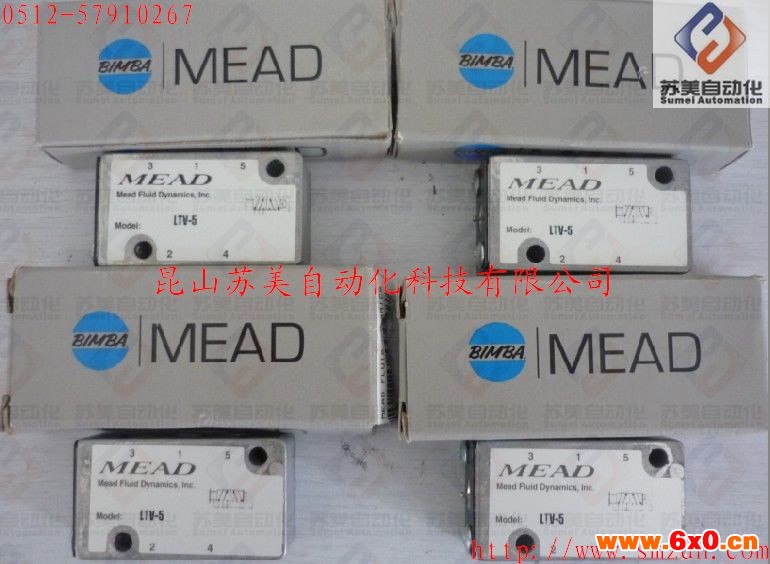 0512-57910267
BIMBA MEAD
BIMBA MEAD
苏美自动化
Sumei Automation
3 1 5
MEAD
Mead Fluid Dynamics, Inc.
Model: LTV-5
2 4
3 1 5
MEAD
Mead Fluid Dynamics, Inc.
Model: LTV-5
2 4
昆山苏美自动化科技有限公司
BIMBA MEAD
BIMBA MEAD
3 1 5
MEAD
Mead Fluid Dynamics, Inc.
Model: LTV-5
2 4
3 1 5
MEAD
Mead Fluid Dynamics, Inc.
Model: LTV-5
2 4
www.6x0.cn